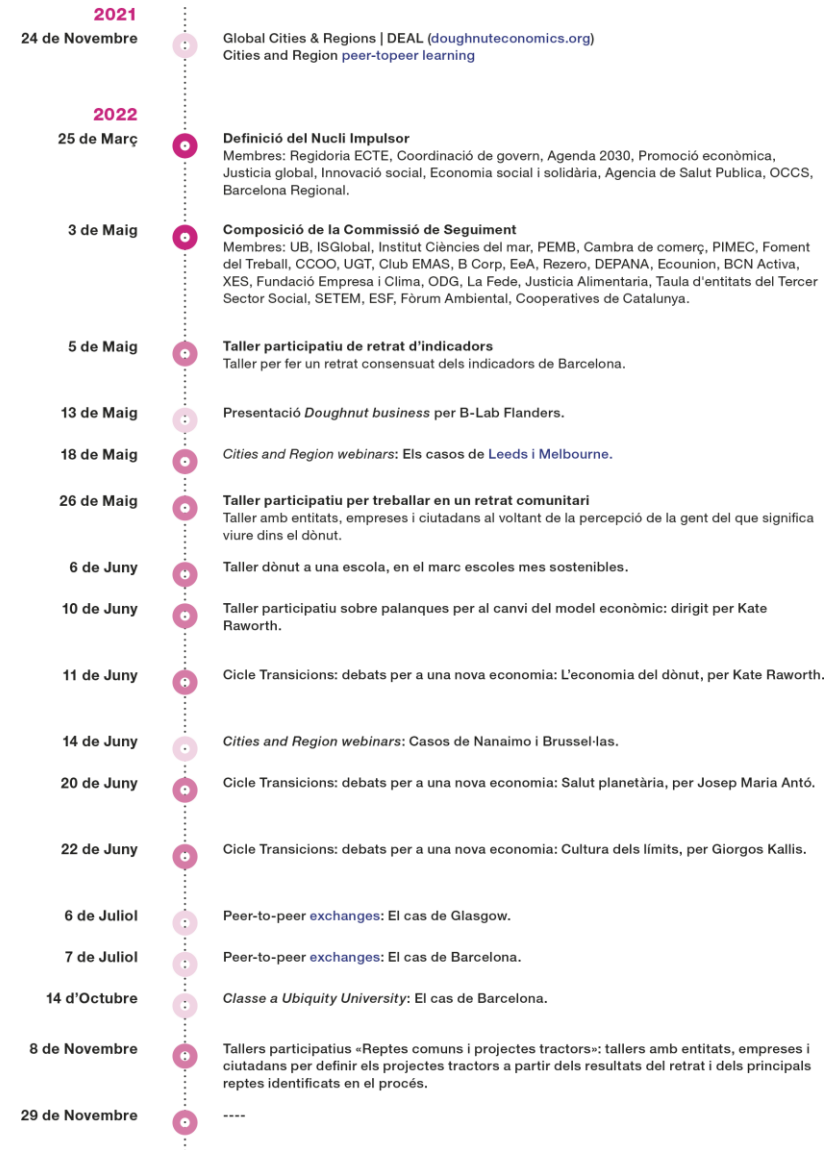 2021
24 de Novembre
Global Cities & Regions | DEAL (doughnuteconomics.org)
Cities and Region peer-topeer learning
2022
25 de Març
Definició del Nucli Impulsor
Membres: Regidoria ECTE, Coordinació de govern, Agenda 2030, Promoció econòmica,
Justicia global, Innovació social, Economia social i solidària, Agencia de Salut Publica, OCCS,
Barcelona Regional.
3 de Maig
Composició de la Commissió de Seguiment
Membres: UB, ISGlobal, Institut Ciències del mar, PEMB, Cambra de comerç, PIMEC, Foment
del Treball, CCOO, UGT, Club EMAS, B Corp, EeA, Rezero, DEPANA, Ecounion, BCN Activa,
XES, Fundació Empresa i Clima, ODG, La Fede, Justicia Alimentaria, Taula d'entitats del Tercer
Sector Social, SETEM, ESF, Fòrum Ambiental, Cooperatives de Catalunya.
5 de Maig
Taller participatiu de retrat d’indicadors
Taller per fer un retrat consensuat dels indicadors de Barcelona.
13 de Maig
Presentació Doughnut business per B-Lab Flanders.
18 de Maig
Cities and Region webinars: Els casos de Leeds i Melbourne.
26 de Maig
Taller participatiu per treballar en un retrat comunitari
Taller amb entitats, empreses i ciutadans al voltant de la percepció de la gent del que significa
viure dins el dònut.
6 de Juny
Taller dònut a una escola, en el marc escoles mes sostenibles.
10 de Juny
Taller participatiu sobre palanques per al canvi del model econòmic: dirigit per Kate
Raworth.
11 de Juny
Cicle Transicions: debats per a una nova economia: L’economia del dònut, per Kate Raworth.
14 de Juny
Cities and Region webinars: Casos de Nanaimo i Brussel·las.
20 de Juny
Cicle Transicions: debats per a una nova economia: Salut planetària, per Josep Maria Antó.
22 de Juny
Cicle Transicions: debats per a una nova economia: Cultura dels límits, per Giorgos Kallis.
6 de Juliol
Peer-to-peer exchanges: El cas de Glasgow.
7 de Juliol
Peer-to-peer exchanges: El cas de Barcelona.
14 d’Octubre
Classe a Ubiquity University: El cas de Barcelona.
8 de Novembre
Tallers participatius «Reptes comuns i projectes tractors»: tallers amb entitats, empreses i
ciutadans per definir els projectes tractors a partir dels resultats del retrat i dels principals
reptes identificats en el procés.
29 de Novembre
----